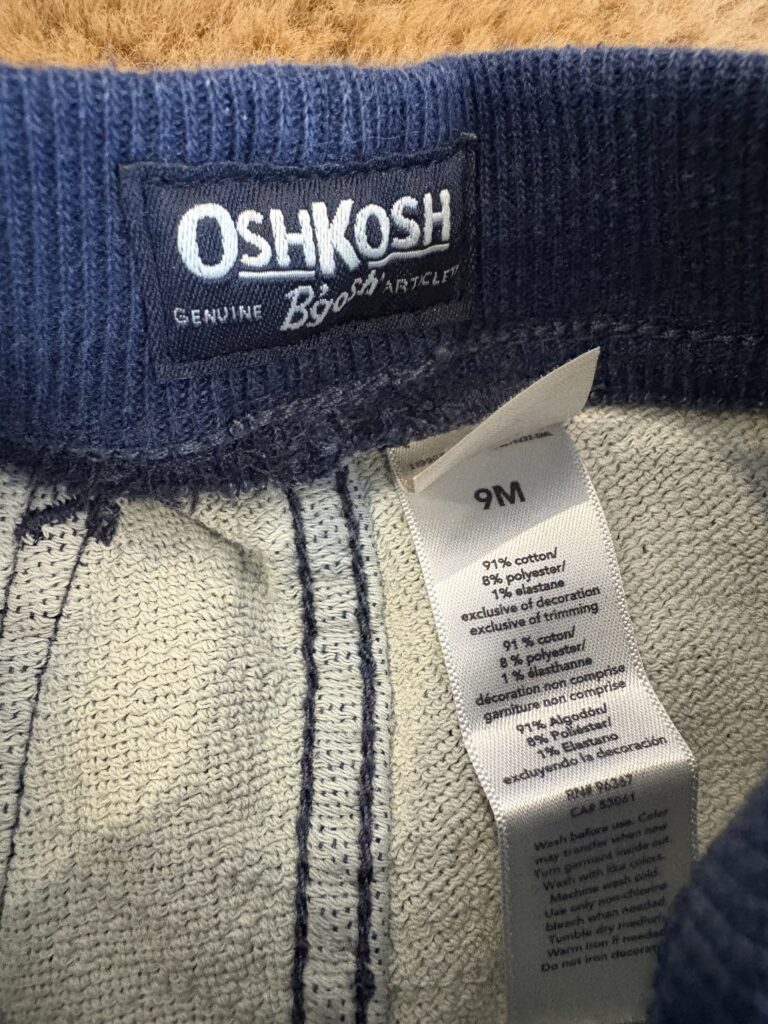 OSHKOSH
GENUINE B'gosh ARTICLE
9M
91% cotton/
8% polyester/
1% elastane
exclusive of decoration
exclusive of trimming
91 % coton/
8 % polyester/
1 % élasthanne
décoration non comprise
garniture non comprise
91% Algodón/
8% Poliéster/
1% Elastano
excluyendo la decoración
RN# 96367
CA# 53061
Wash before use. Color
may transfer when new
Turn garment inside out
Wash with like colors.
Machine wash cold.
Use only non-chlorine
bleach when needed
Tumble dry medium
Warm iron if needed
Do not iron